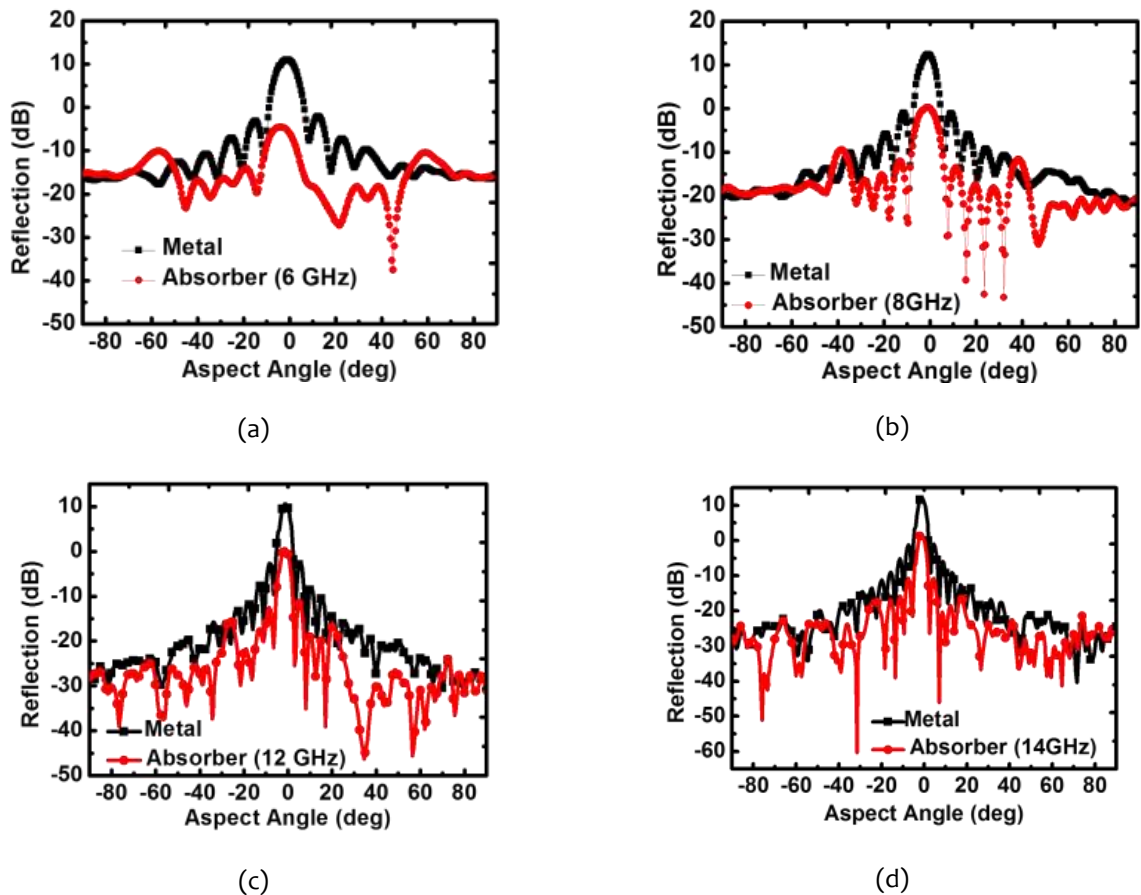 20
10
0
-10
-20
-30
-40
-50
Reflection (dB)
Metal
Absorber (6 GHz)
-80 -60 -40 -20 0 20 40 60 80
Aspect Angle (deg)
(a)
20
10
0
-10
-20
-30
-40
-50
Reflection (dB)
Metal
Absorber (8GHz)
-80 -60 -40 -20 0 20 40 60 80
Aspect Angle (deg)
(b)
10
0
-10
-20
-30
-40
-50
Reflection (dB)
Metal
Absorber (12 GHz)
-80 -60 -40 -20 0 20 40 60 80
Aspect Angle (deg)
(c)
10
0
-10
-20
-30
-40
-50
-60
Reflection (dB)
Metal
Absorber (14GHz)
-80 -60 -40 -20 0 20 40 60 80
Aspect Angle (deg)
(d)